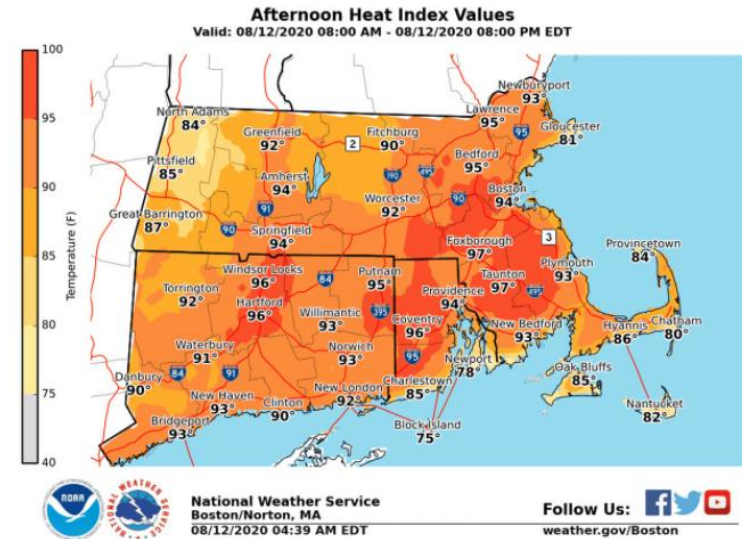 Afternoon Heat Index Values
Valid: 08/12/2020 08:00 AM - 08/12/2020 08:00 PM EDT
100
95
90
85
80
75
40
Temperature (F)
Newburyport
93°
North Adams
84°
Lawrence
95°
Greenfield
92°
Fitchburg
90°
Gloucester
81°
2
95
Pittsfield
85°
Bedford
95°
Amherst
94°
190
495
Worcester
92°
90
Boston
94°
91
Great Barrington
87°
90
Springfield
94°
Foxborough
97°
3
Provincetown
84°
Windsor Locks
96°
84
Putnam
95°
Taunton
97°
Plymouth
93°
Torrington
92°
Hartford
96°
Willimantic
93°
395
Providence
94°
495
Coventry
96°
New Bedford
93°
Hyannis
86°
Chatham
80°
Waterbury
91°
Norwich
93°
95
Newport
78°
Danbury
90°
84
91
New Haven
93°
Clinton
90°
New London
92°
Charlestown
85°
Oak Bluffs
85°
Nantucket
82°
Bridgeport
93°
Block Island
75°
NOAA
NATIONAL WEATHER SERVICE
National Weather Service
Boston/Norton, MA
08/12/2020 04:39 AM EDT
Follow Us:
weather.gov/Boston